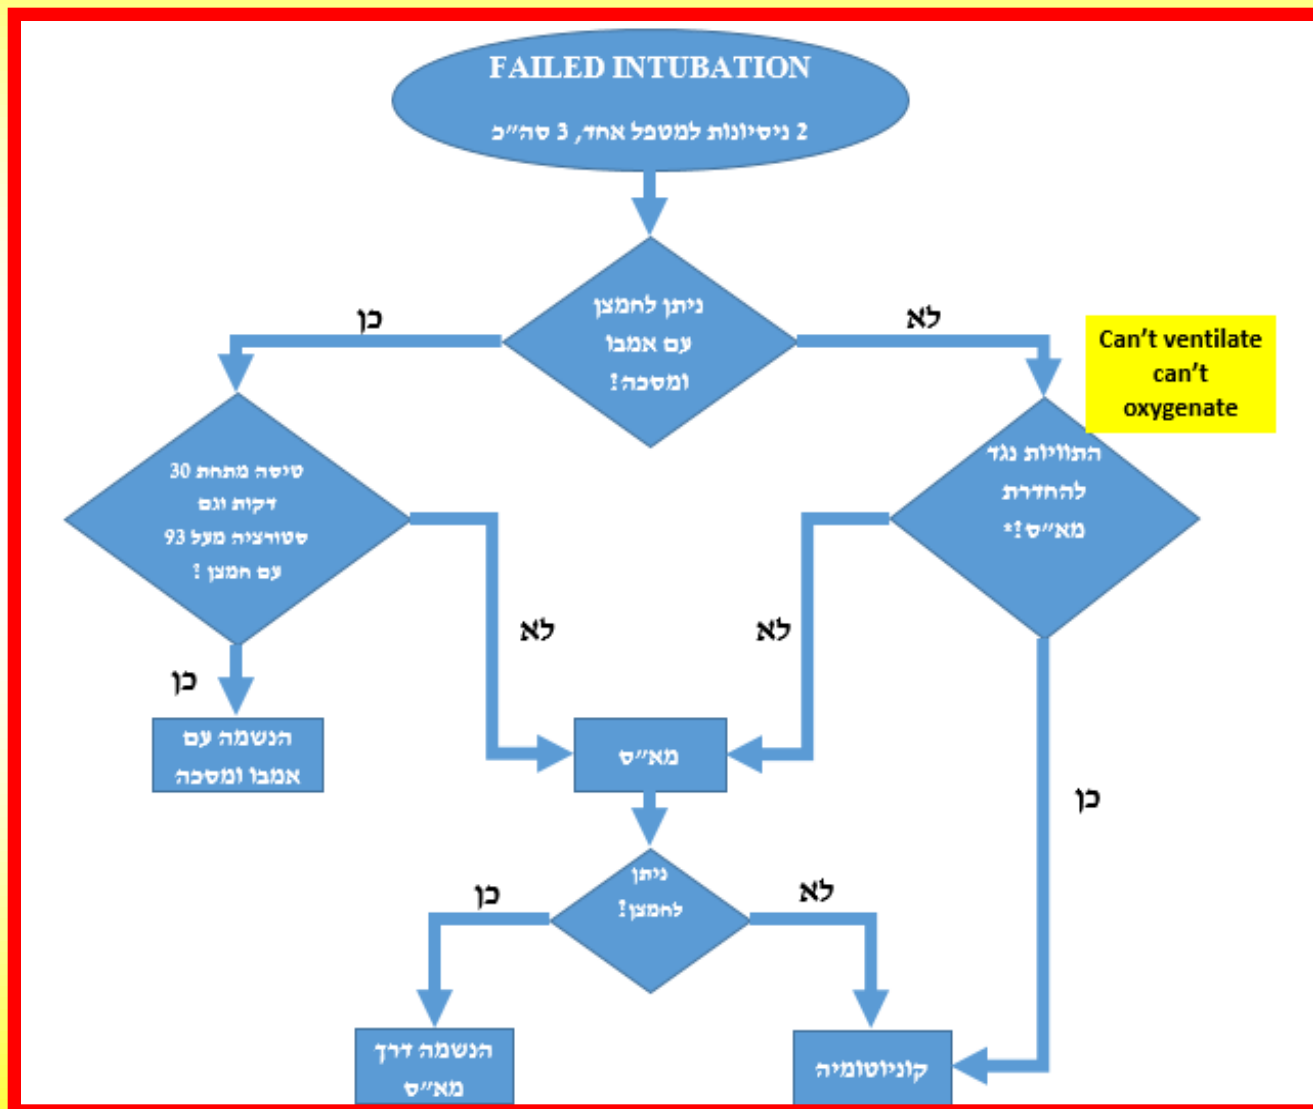 FAILED INTUBATION
2 ניסיונות למטפל אחד, 3 סה"כ
ניתן לחמצן
עם אמבו
ומסכה?
כן
לא
Can't ventilate
can't
oxygenate
טיסה מתחת 30
דקות וגם
סטורציה מעל 93
עם חמצן ?
התוויות נגד
להחדרת
מא"ס?*
לא
לא
כן
הנשמה עם
אמבו ומסכה
מא"ס
כן
ניתן
לחמצן?
כן
לא
הנשמה דרך
מא"ס
קוניוטומיה